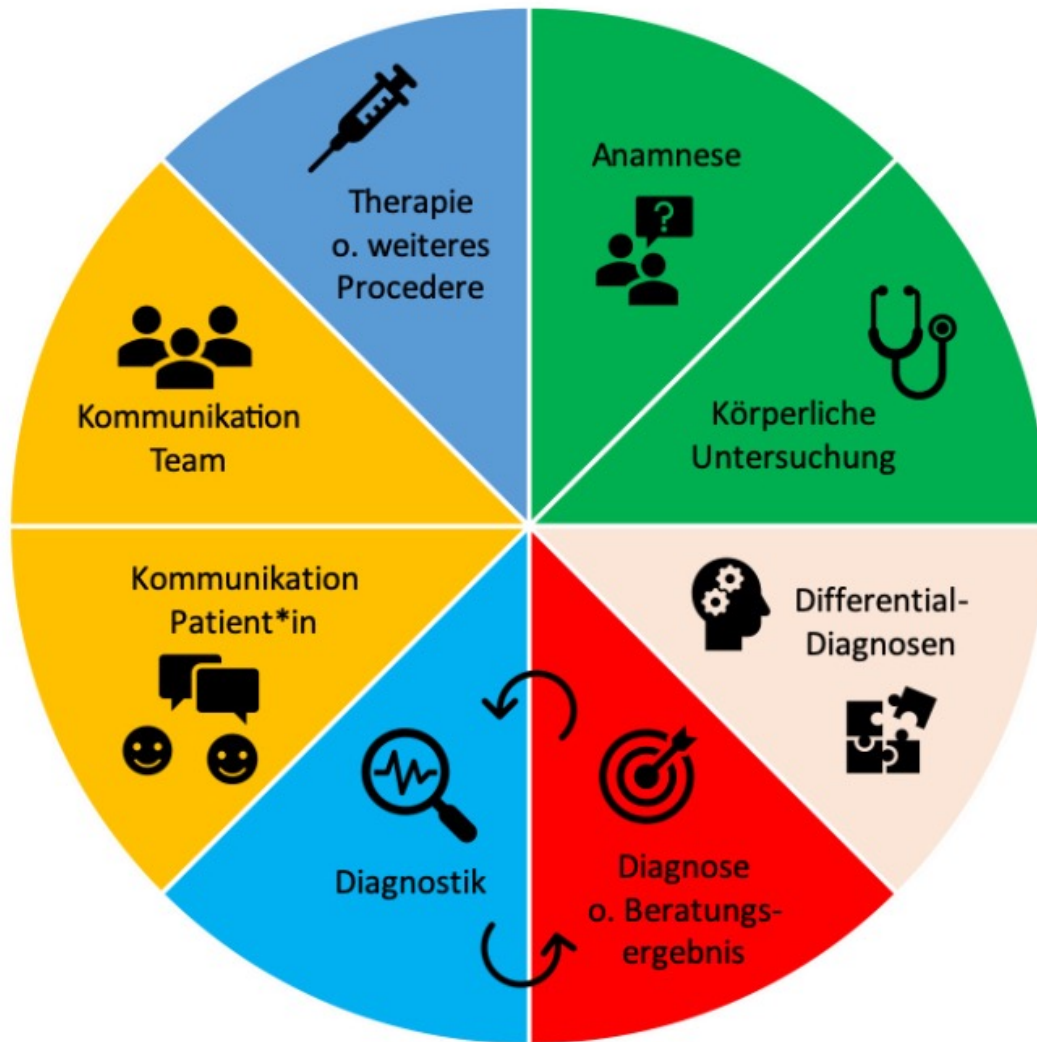 Anamnese
?
Körperliche
Untersuchung
Differential-
Diagnosen
Diagnose
o. Beratungs-
ergebnis
Diagnostik
Kommunikation
Patient*in
Kommunikation
Team
Therapie
o. weiteres
Procedere